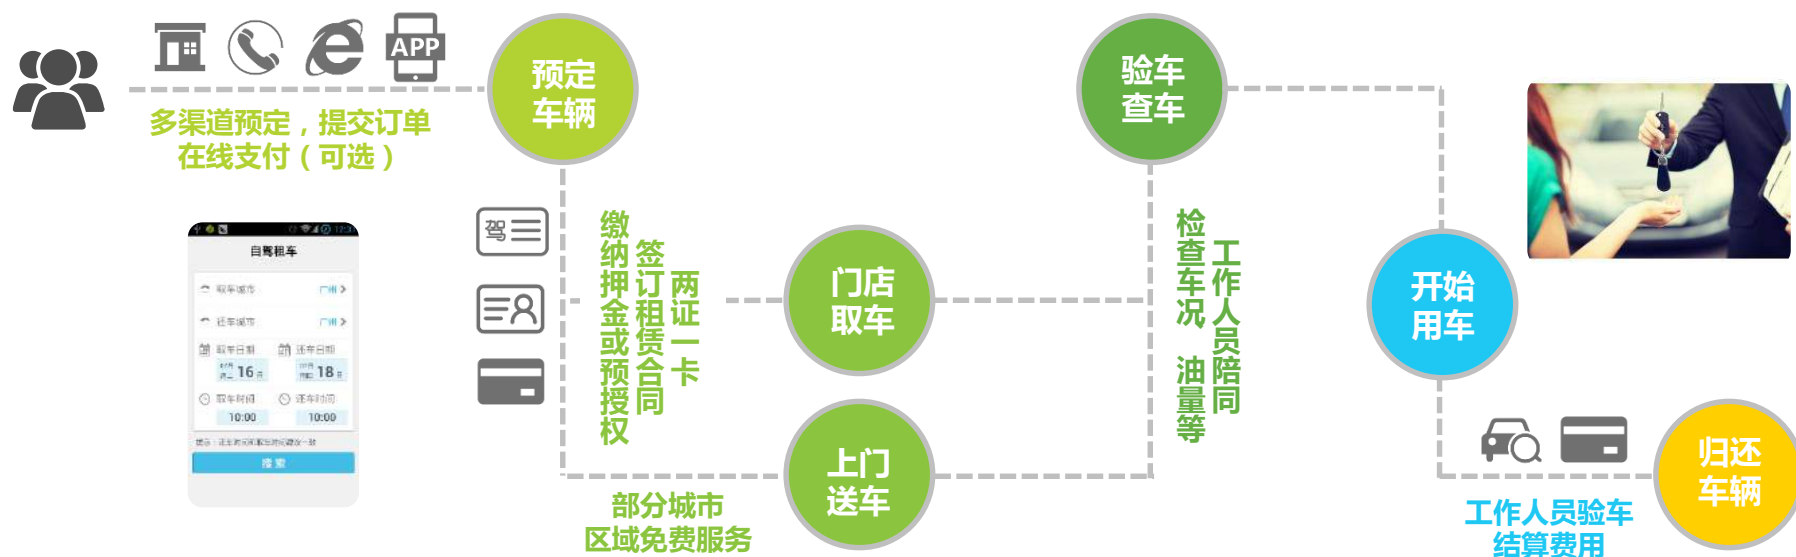 APP
多渠道预定，提交订单
在线支付（可选）
预定
车辆
自驾租车
取车城市
广州
还车城市
广州
取车日期
还车日期
16
18
取车时间
还车时间
10:00
10:00
搜索
驾
两证一卡
签订租赁合同
缴纳押金或预授权
门店
取车
上门
送车
部分城市
区域免费服务
验车
查车
工作人员陪同
检查车况 油量等
开始
用车
工作人员验车
结算费用
归还
车辆